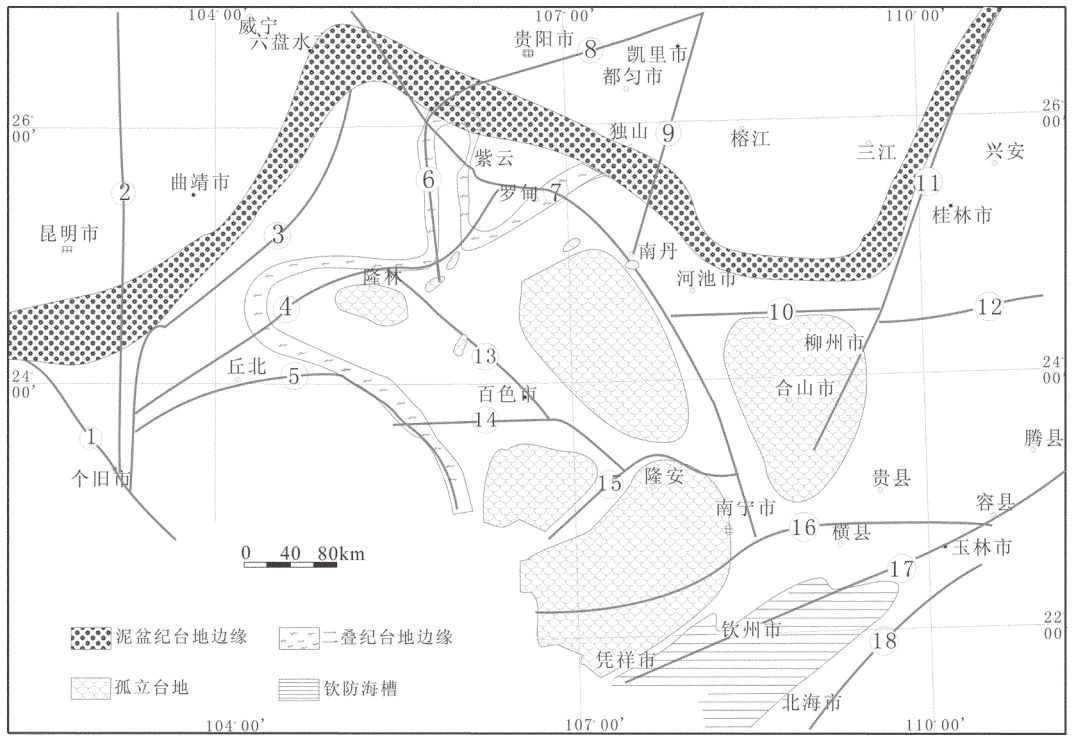 104°00′
107°00′
110°00′
威宁
六盘水
贵阳市
8
凯里市
都匀市
26°
00′
26°
00′
独山
9
榕江
三江
兴安
紫云
曲靖市
2
6
罗甸
7
11
桂林市
昆明市
3
南丹
隆林
河池市
4
10
12
柳州市
13
24°
00′
24°
00′
丘北
5
百色市
合山市
14
1
腾县
个旧市
15
隆安
贵县
容县
南宁市
16
横县
玉林市
0 40 80km
17
22°
00′
18
钦州市
凭祥市
北海市
泥盆纪台地边缘
二叠纪台地边缘
孤立台地
钦防海槽
104°00′
107°00′
110°00′